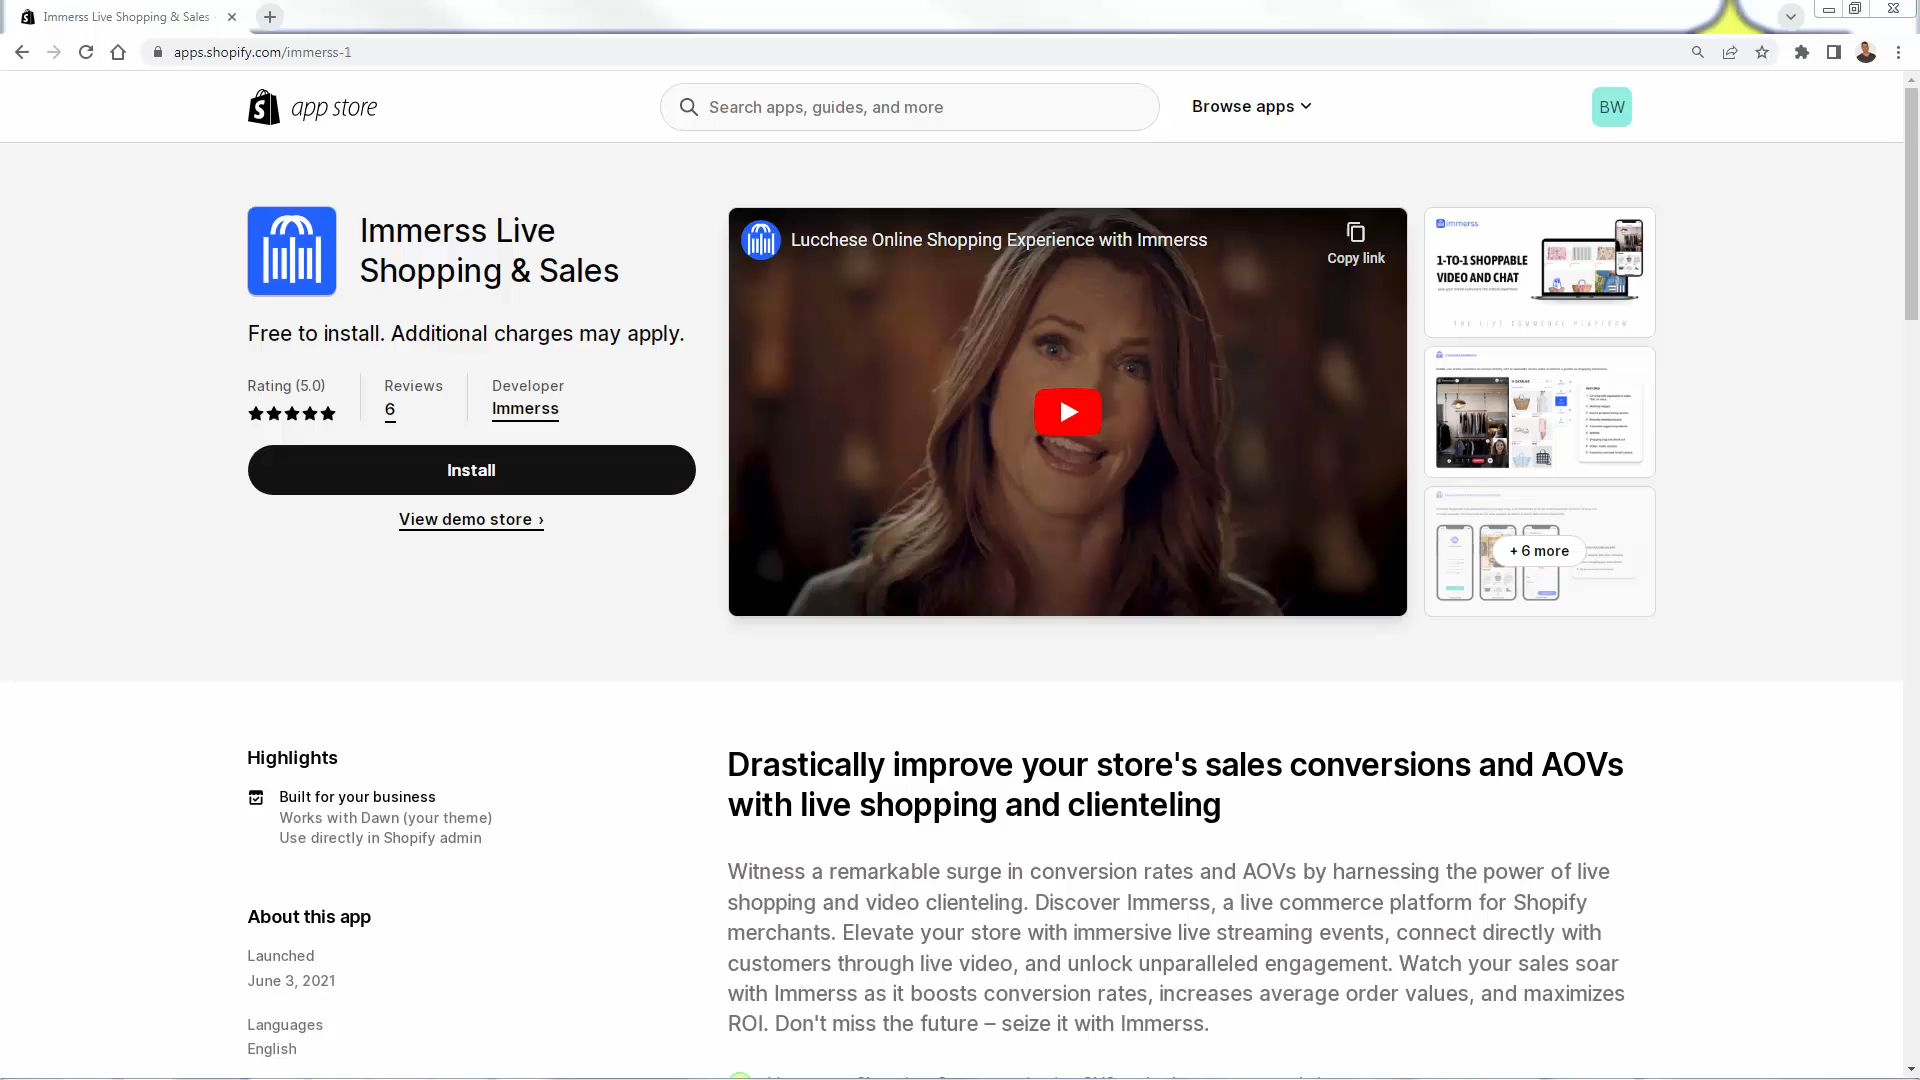 Immerss Live Shopping & Sales
apps.shopify.com/immerss-1
app store
Search apps, guides, and more
Browse apps
BW
Immerss Live
Shopping & Sales
Free to install. Additional charges may apply.
Rating (5.0)
Reviews
6
Developer
Immerss
Install
View demo store ›
Lucchese Online Shopping Experience with Immerss
Copy link
immerss
1-TO-1 SHOPPABLE
VIDEO AND CHAT
THE LIVE COMMERCE PLATFORM
+ 6 more
Highlights
Built for your business
Works with Dawn (your theme)
Use directly in Shopify admin
About this app
Launched
June 3, 2021
Languages
English
Drastically improve your store's sales conversions and AOVs
with live shopping and clienteling
Witness a remarkable surge in conversion rates and AOVs by harnessing the power of live
shopping and video clienteling. Discover Immerss, a live commerce platform for Shopify
merchants. Elevate your store with immersive live streaming events, connect directly with
customers through live video, and unlock unparalleled engagement. Watch your sales soar
with Immerss as it boosts conversion rates, increases average order values, and maximizes
ROI. Don't miss the future – seize it with Immerss.